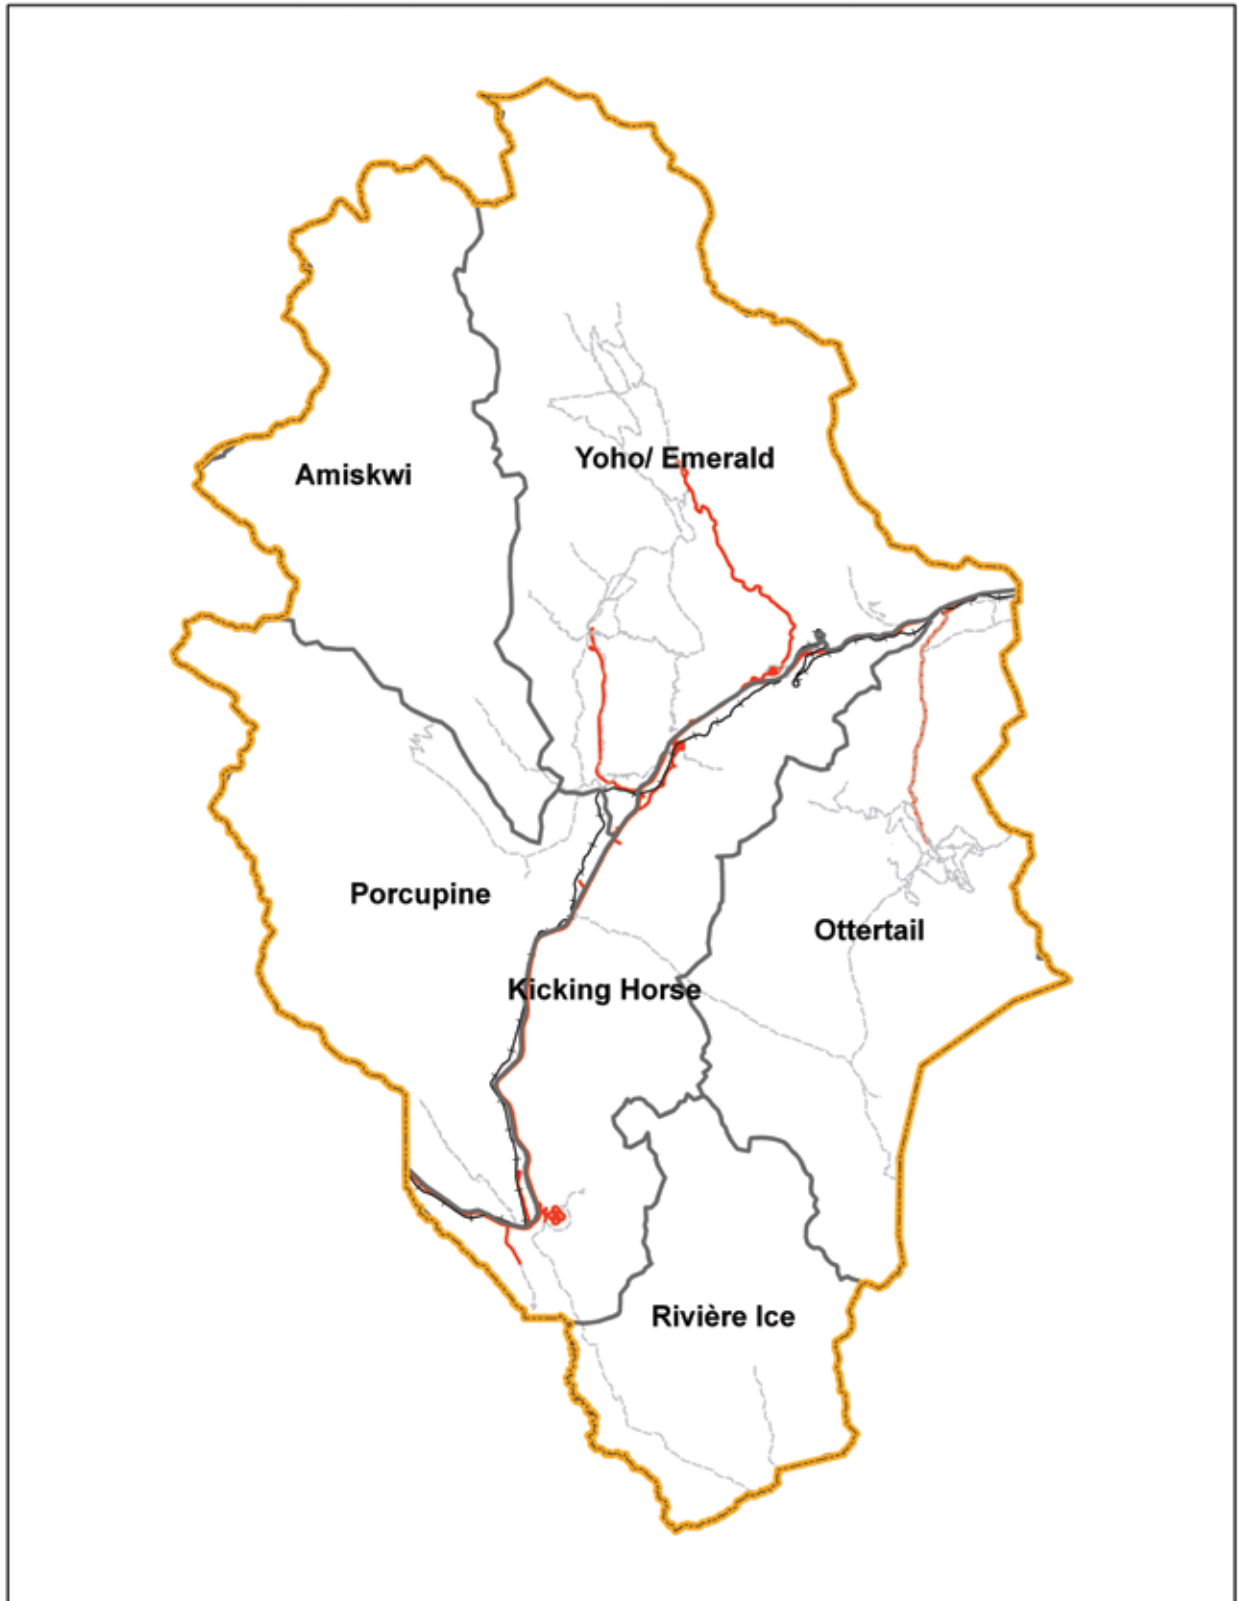 Yoho/ Emerald
Amiskwi
Porcupine
Ottertail
Kicking Horse
Rivière Ice